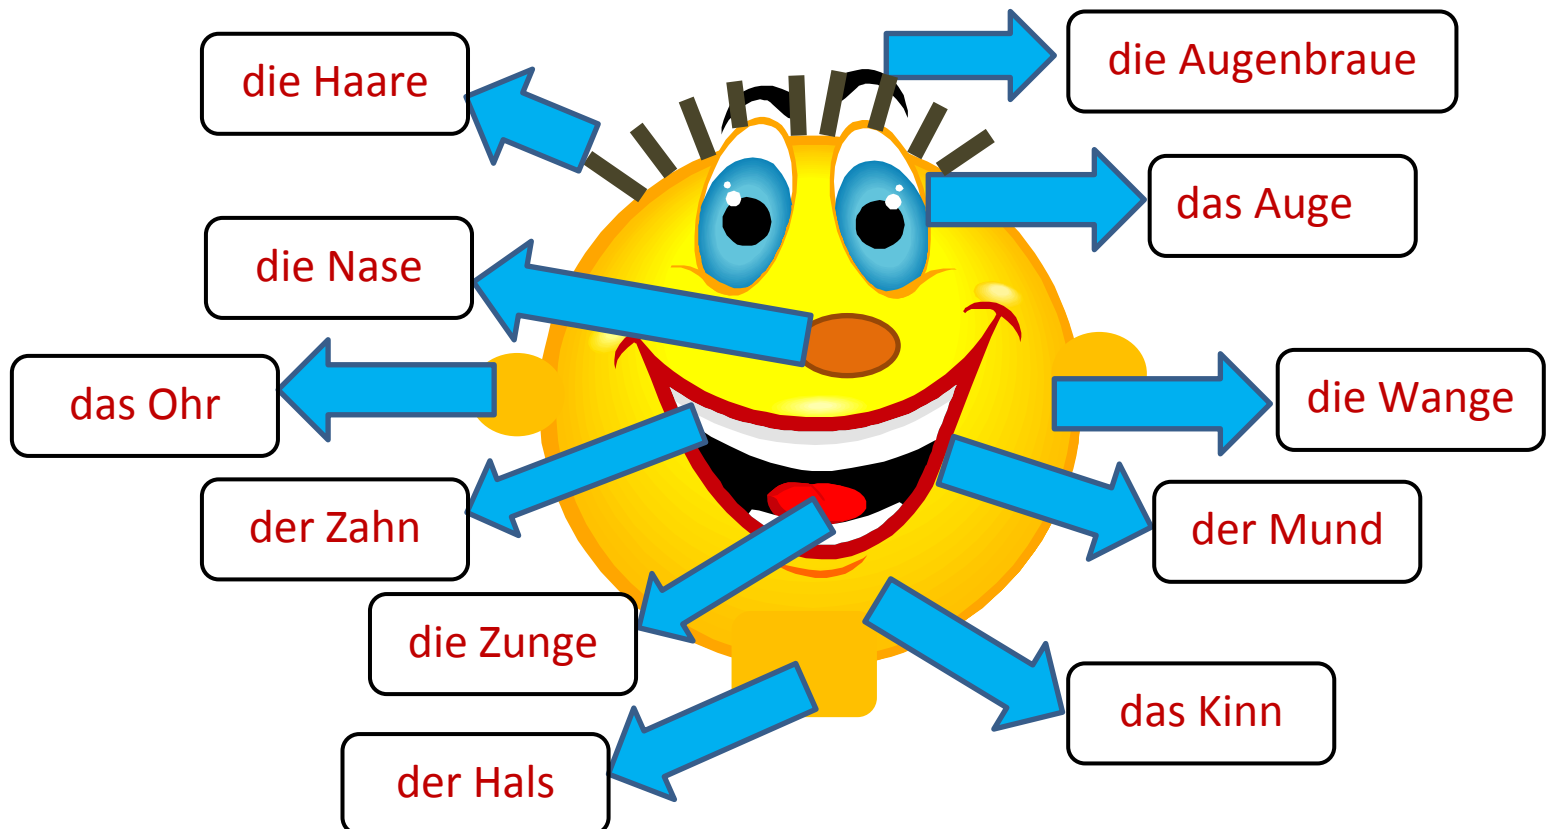 die Haare
die Augenbraue
das Auge
die Nase
das Ohr
die Wange
der Zahn
der Mund
die Zunge
das Kinn
der Hals